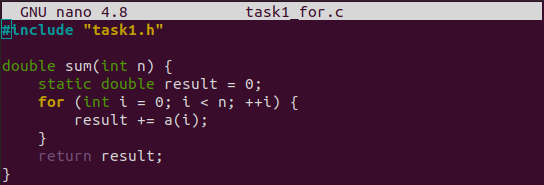 GNU nano 4.8 task1_for.c
#include "task1.h"

double sum(int n) {
    static double result = 0;
    for (int i = 0; i < n; ++i) {
        result += a(i);
    }
    return result;
}